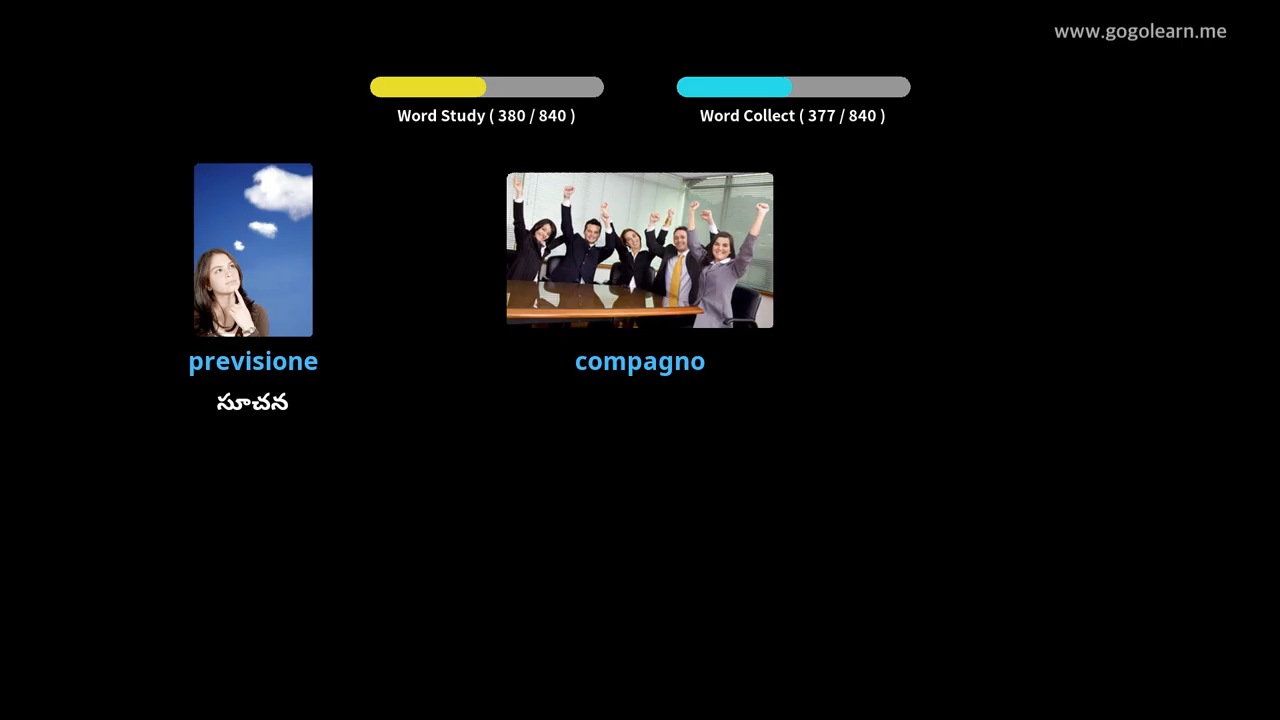 www.gogolearn.me
Word Study ( 380 / 840 )
Word Collect ( 377 / 840 )
previsione
compagno
సూచన